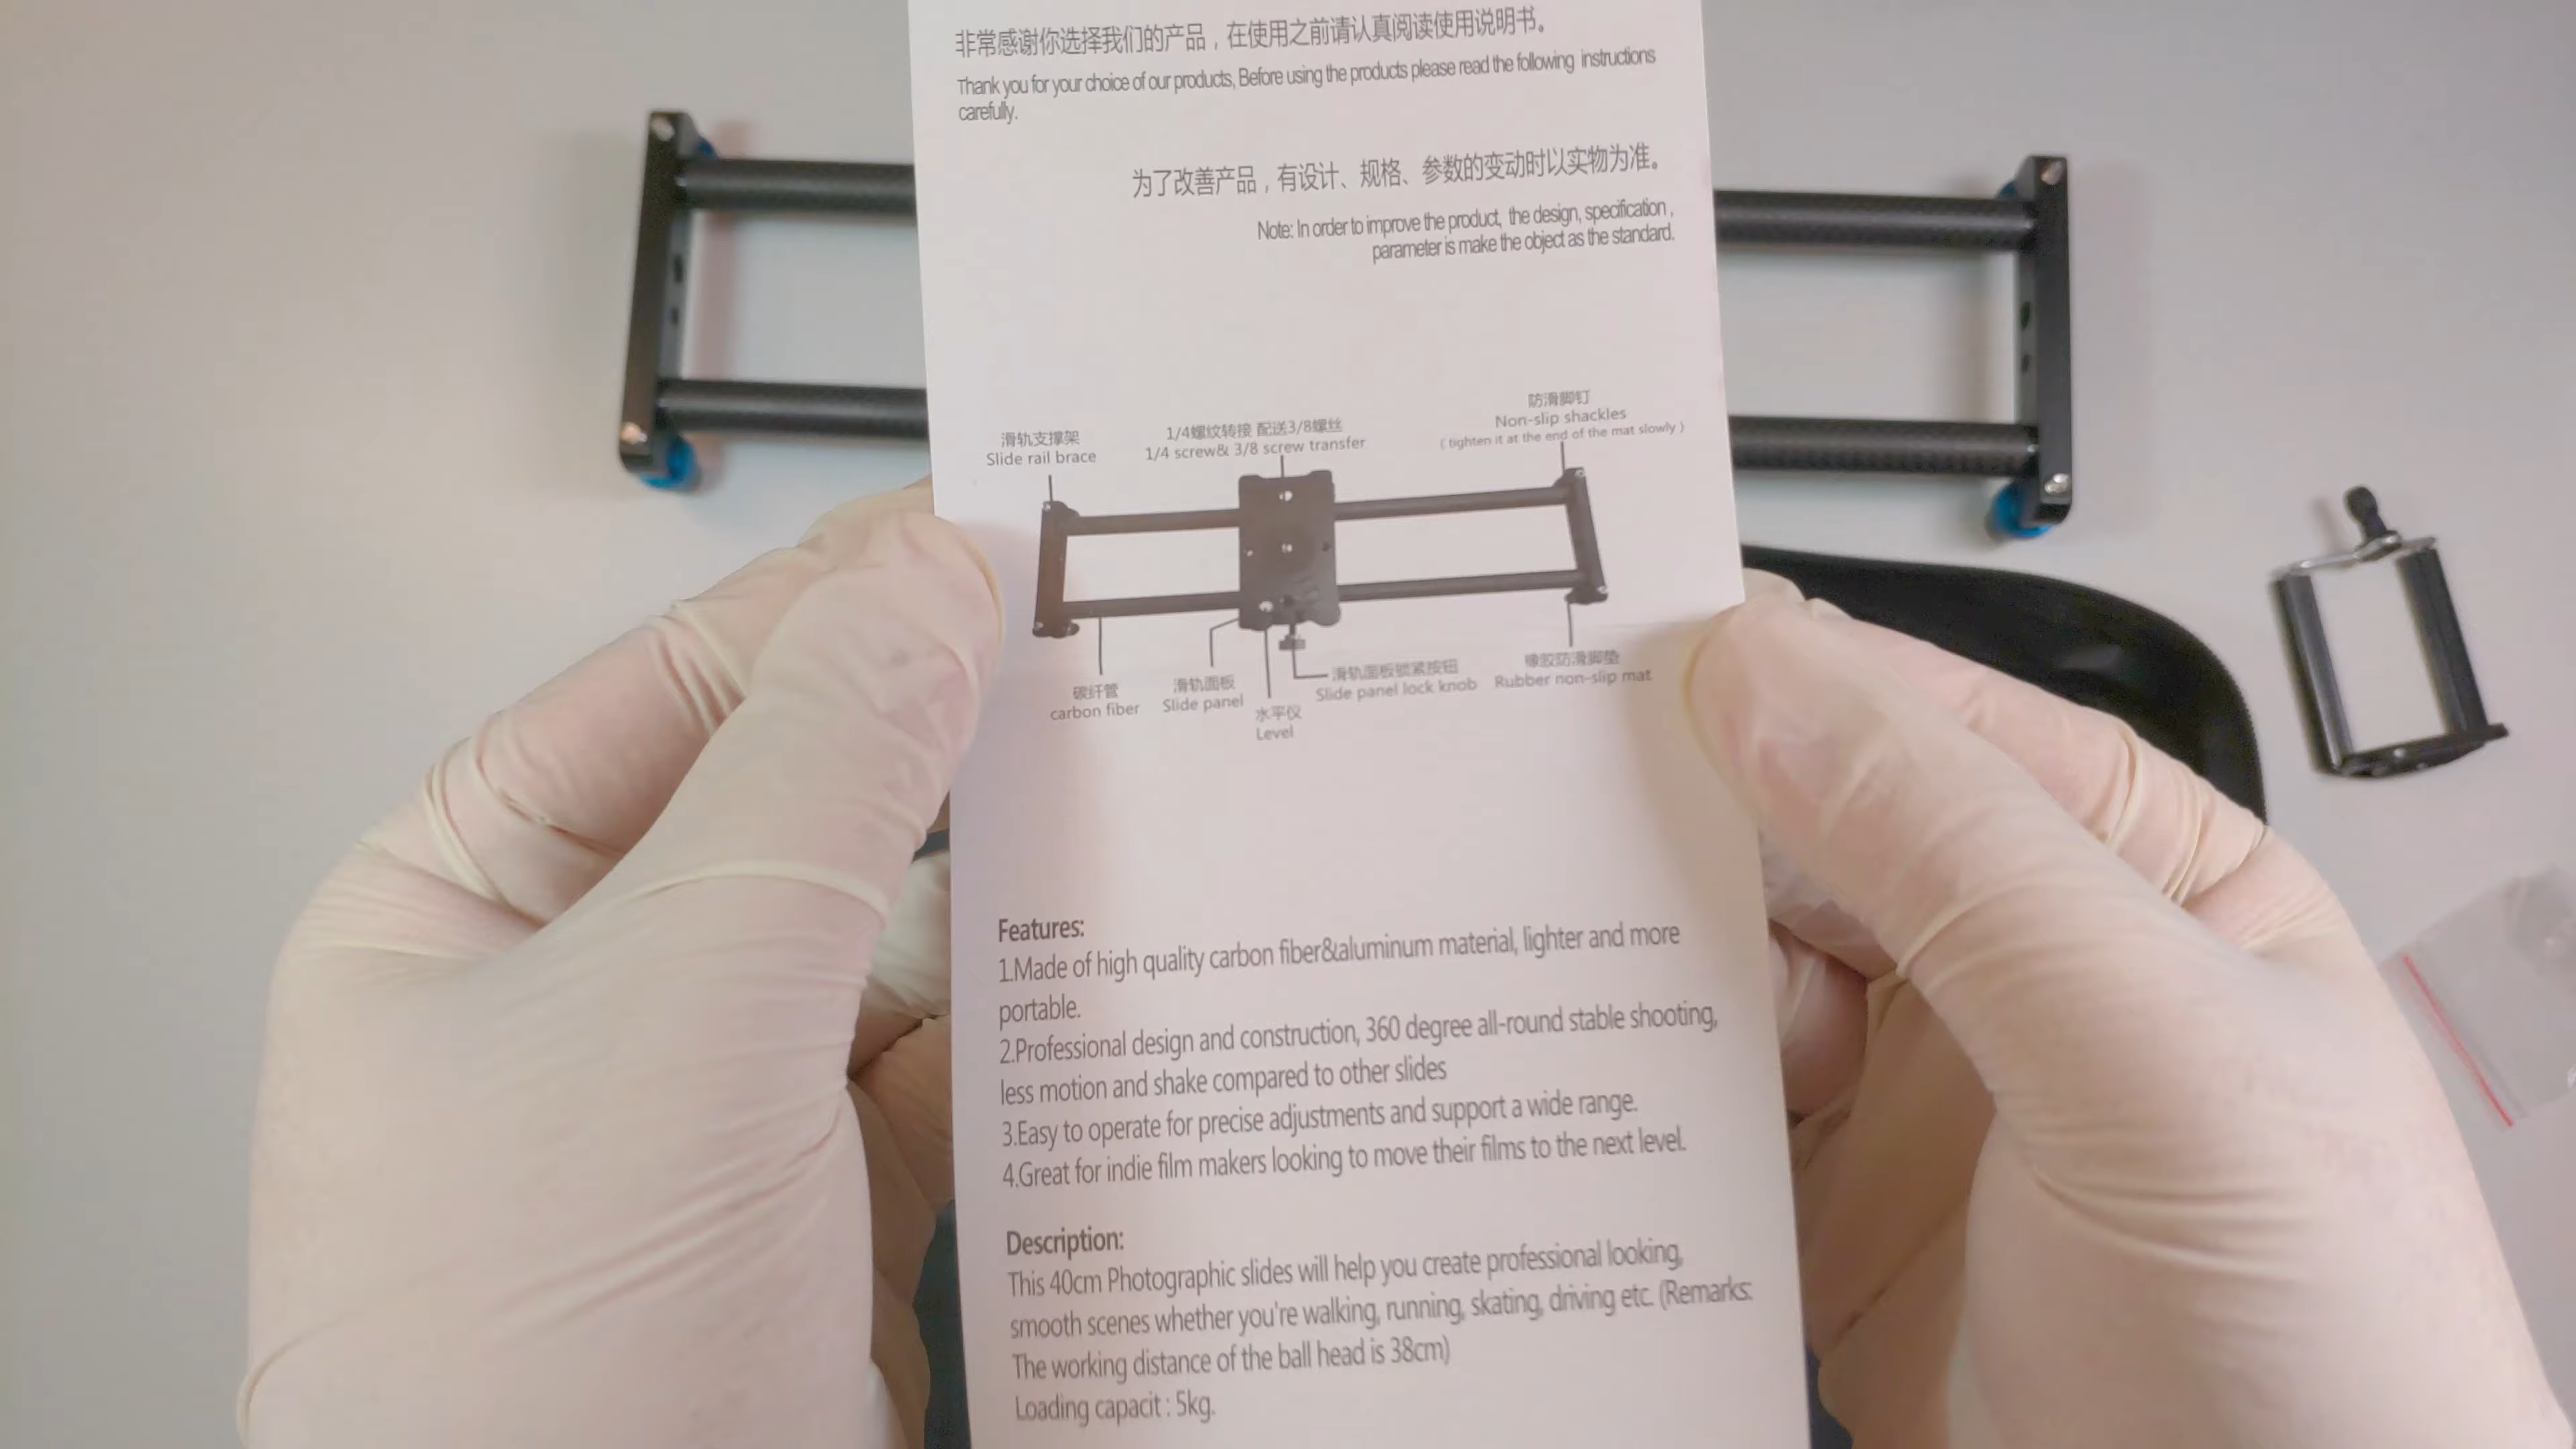 非常感谢你选择我们的产品，在使用之前请认真阅读使用说明书。
Thank you for your choice of our products, Before using the products please read the following instructions
carefully.
为了改善产品，有设计、规格、参数的变动时以实物为准。
Note: In order to improve the product, the design, specification ,
parameter is make the object as the standard.
滑轨支撑架
Slide rail brace
1/4螺纹转接 配送3/8螺丝
1/4 screw& 3/8 screw transfer
防滑脚钉
Non-slip shackles
( tighten it at the end of the mat slowly )
碳纤管
carbon fiber
滑轨面板
Slide panel
水平仪
Level
滑轨面板锁紧按钮
Slide panel lock knob
橡胶防滑脚垫
Rubber non-slip mat
Features:
1.Made of high quality carbon fiber&aluminum material, lighter and more
portable.
2.Professional design and construction, 360 degree all-round stable shooting,
less motion and shake compared to other slides
3.Easy to operate for precise adjustments and support a wide range.
4.Great for indie film makers looking to move their films to the next level.
Description:
This 40cm Photographic slides will help you create professional looking,
smooth scenes whether you're walking, running, skating, driving etc. (Remarks:
The working distance of the ball head is 38cm)
Loading capacit : 5kg.